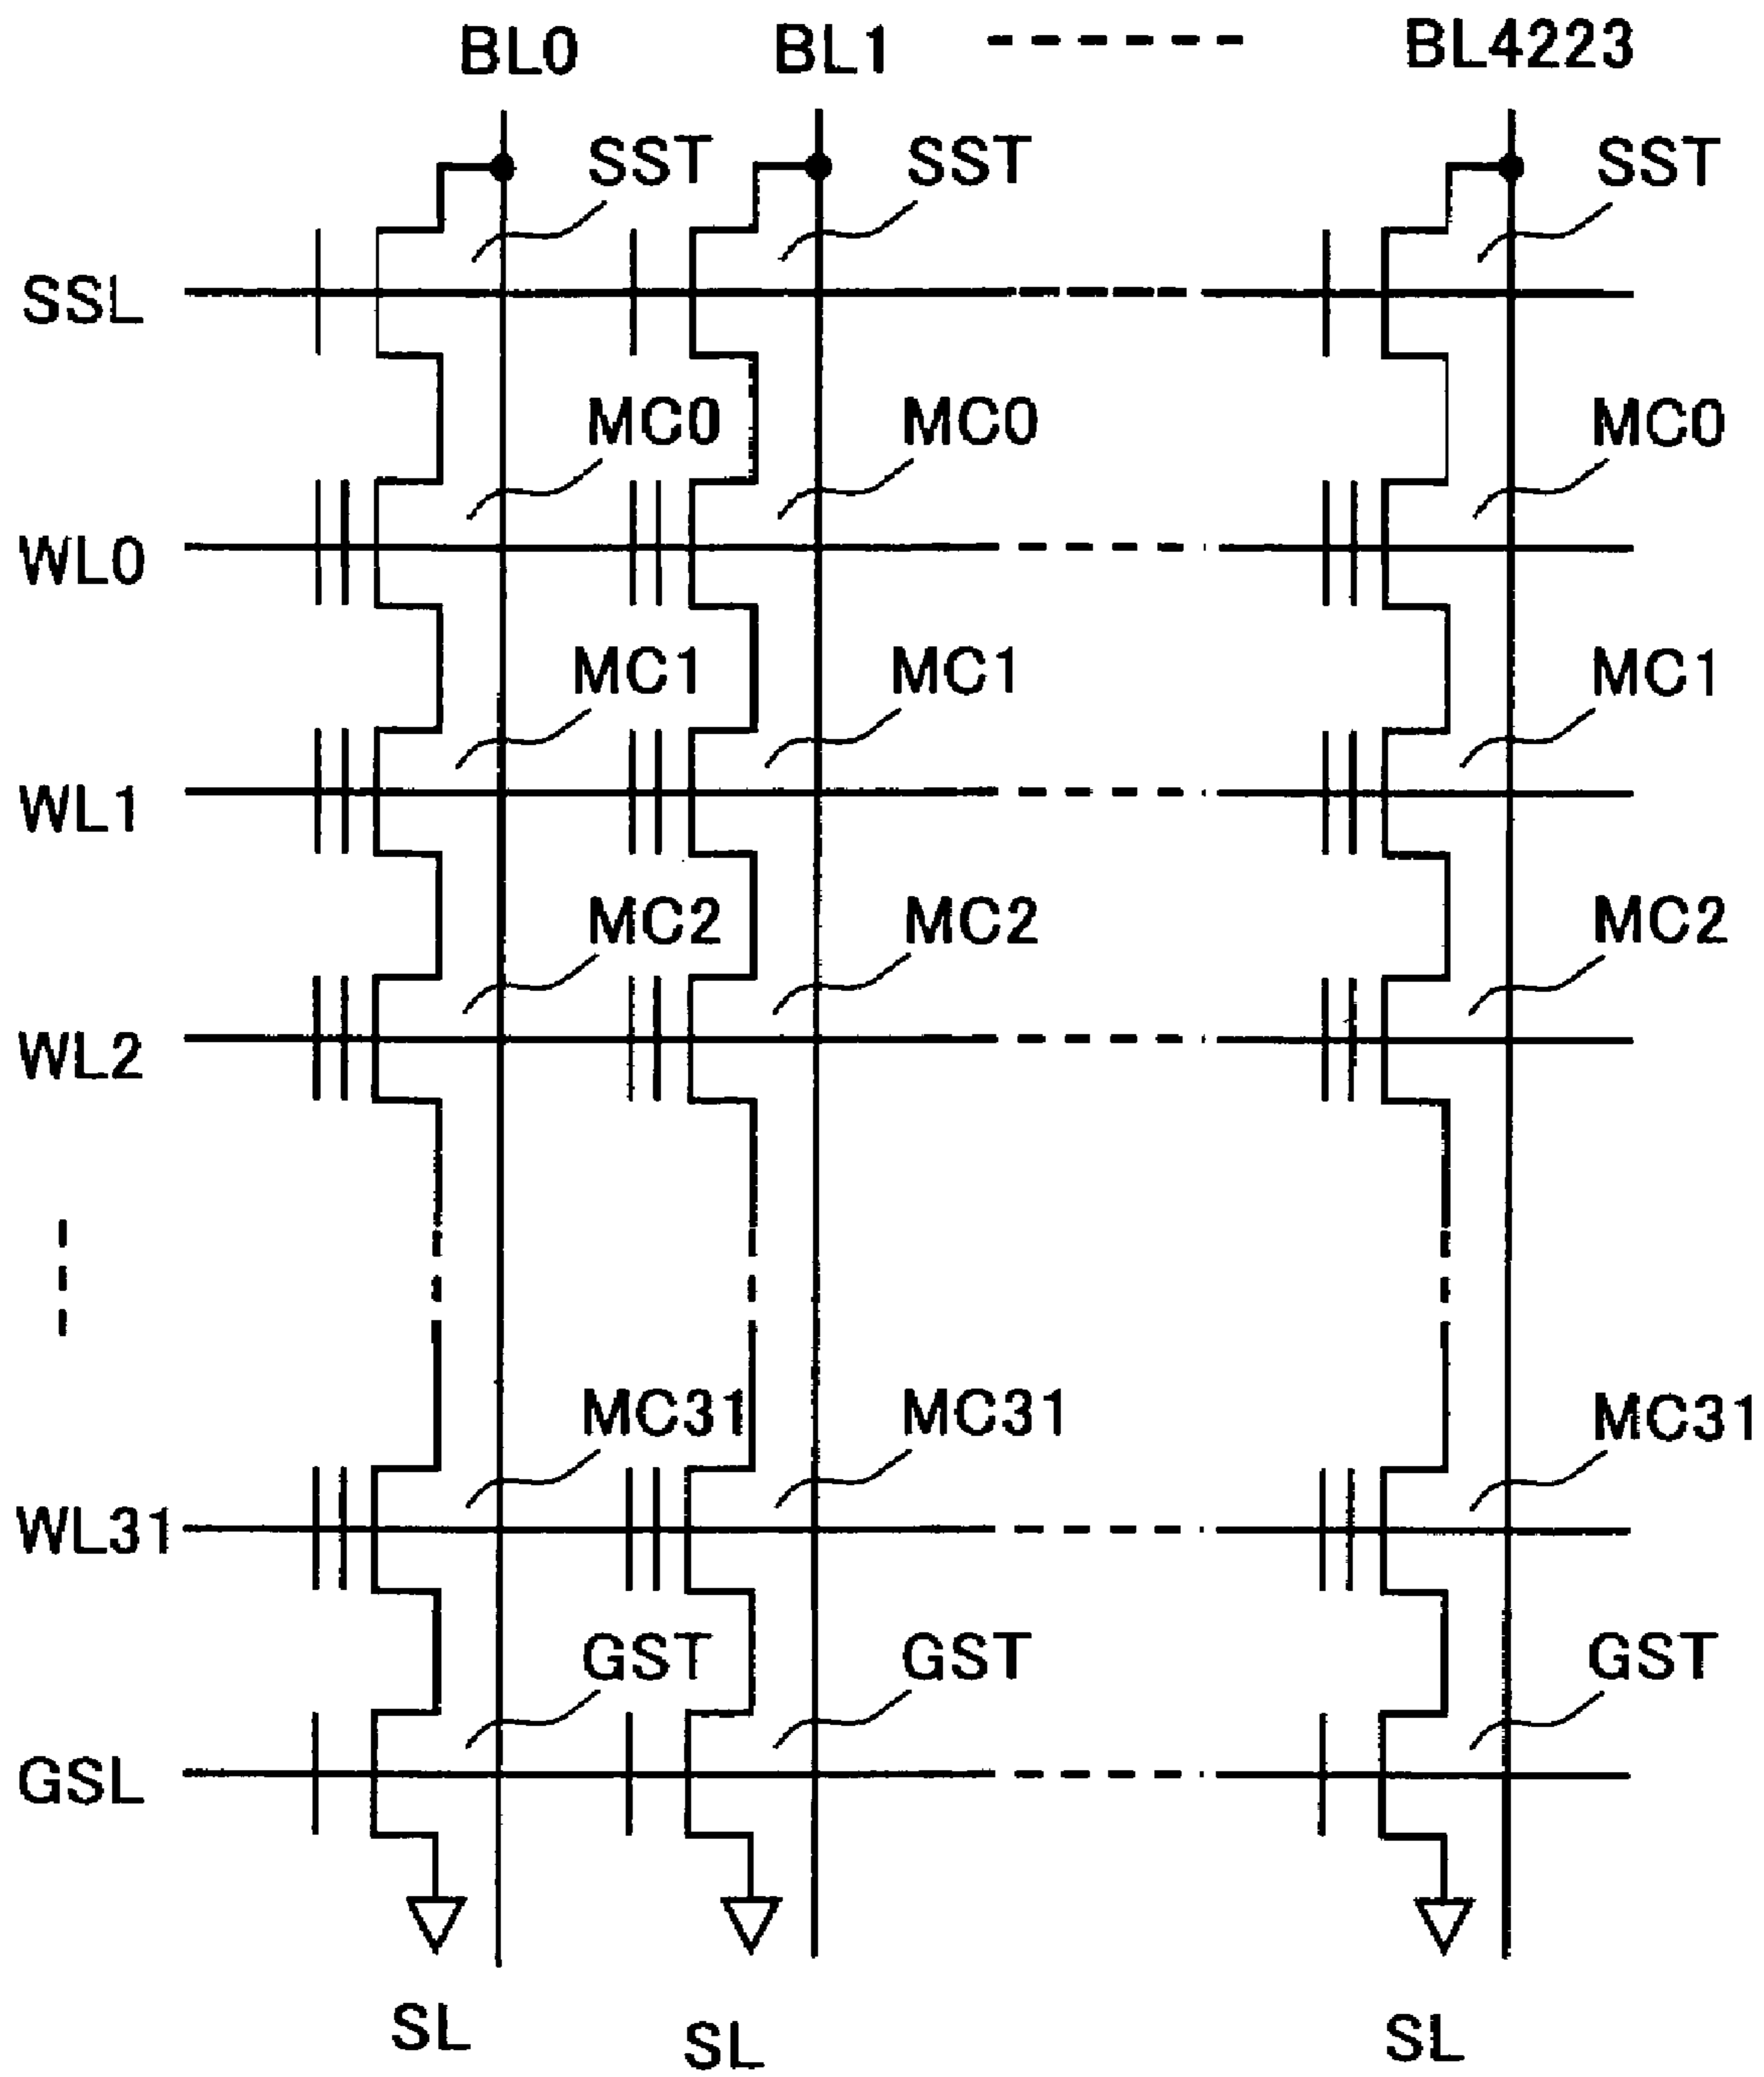 BL0 BL1 BL4223
SST SST SST
SSL
MC0 MC0 MC0
WL0
MC1 MC1 MC1
WL1
MC2 MC2 MC2
WL2
MC31 MC31 MC31
WL31
GST GST GST
GSL
SL SL SL